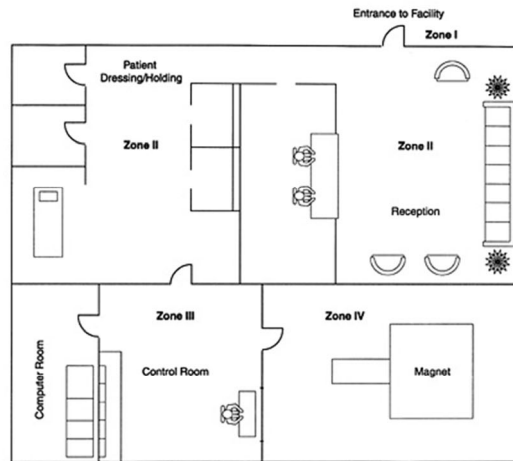 Entrance to Facility
Zone I
Patient
Dressing/Holding
Zone II
Zone II
Reception
Zone III
Zone IV
Computer Room
Control Room
Magnet